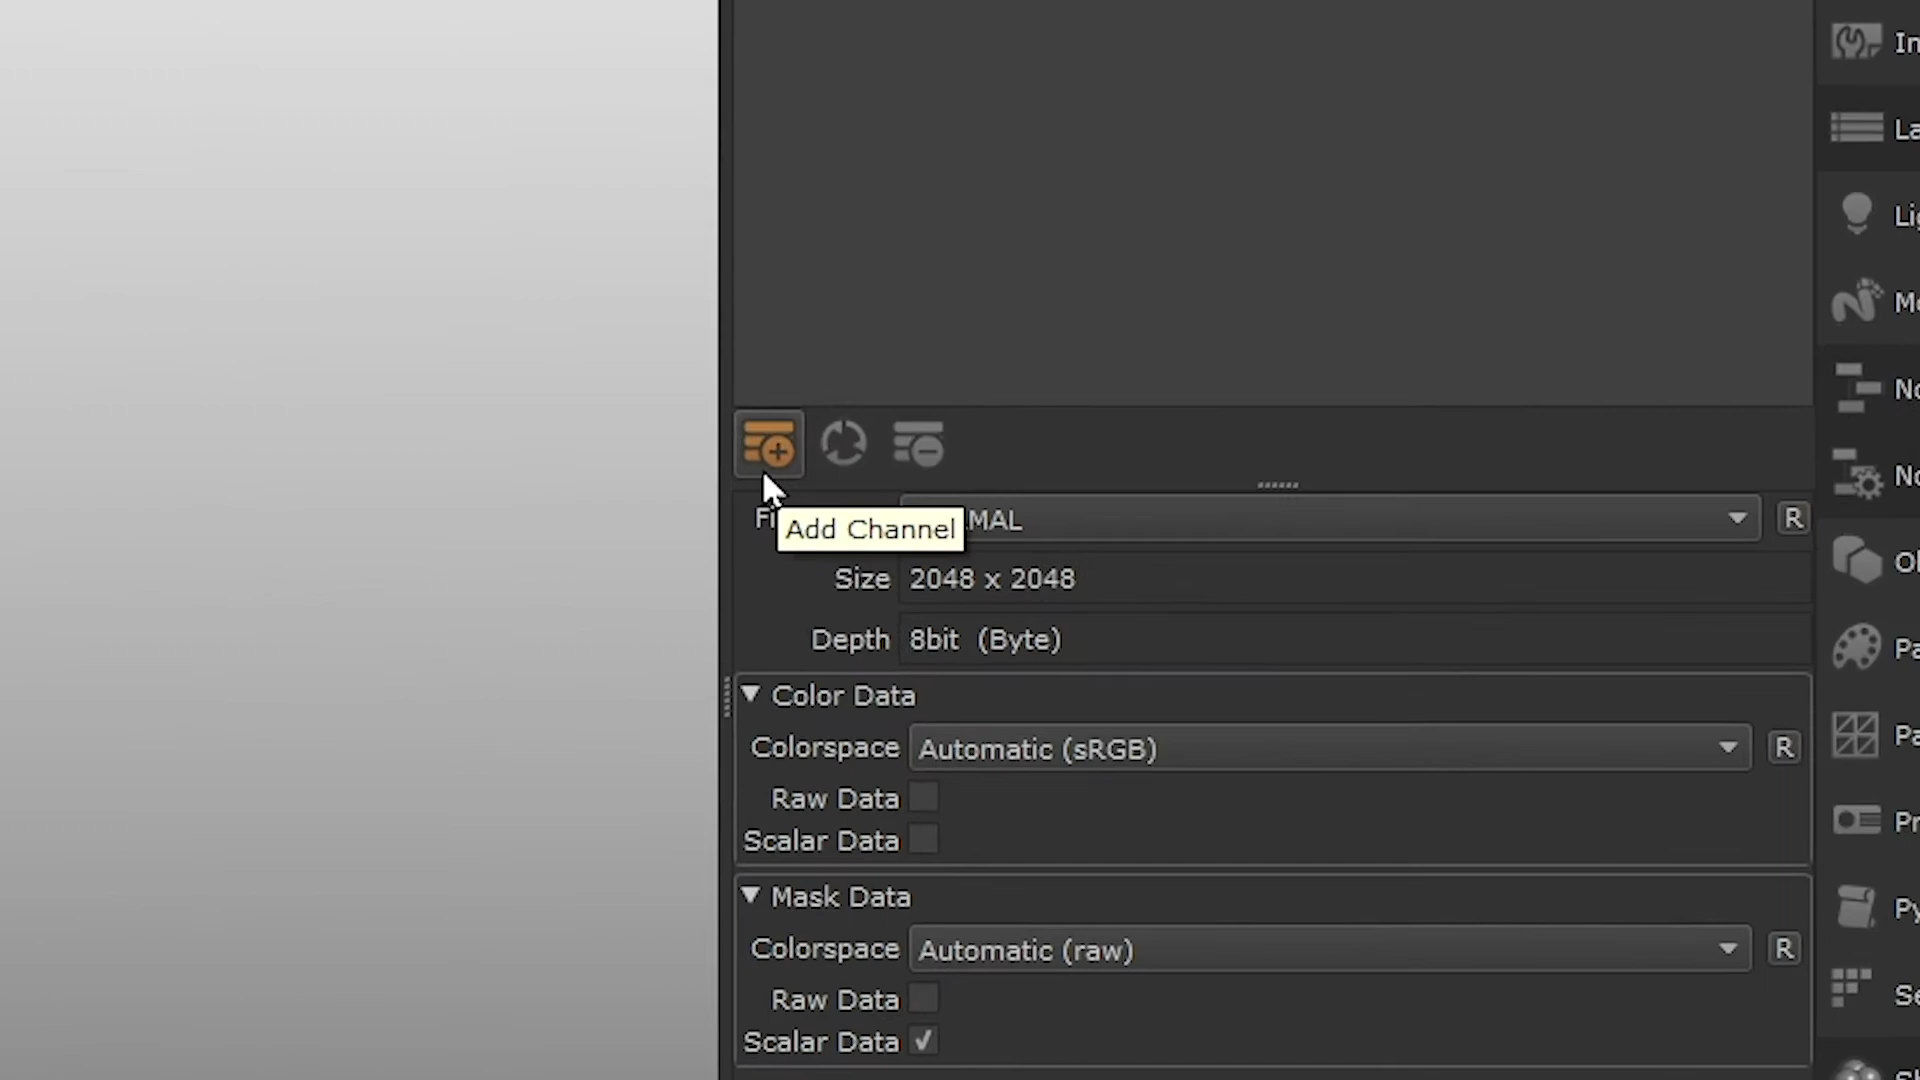 Add Channel
MAL
R
Size 2048 x 2048
Depth 8bit (Byte)
Color Data
Colorspace Automatic (sRGB) R
Raw Data
Scalar Data
Mask Data
Colorspace Automatic (raw) R
Raw Data
Scalar Data